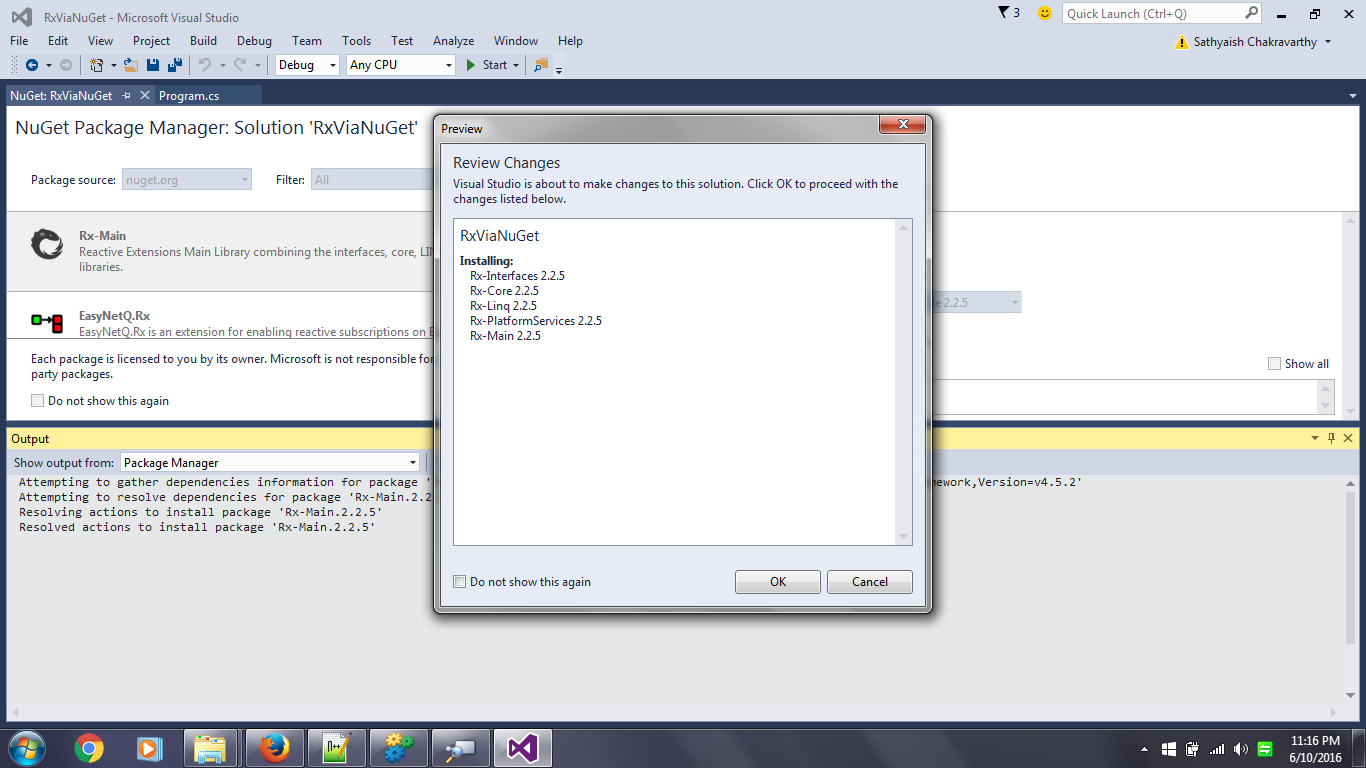 RxViaNuGet - Microsoft Visual Studio
3
Quick Launch (Ctrl+Q)
File Edit View Project Build Debug Team Tools Test Analyze Window Help
Sathyaish Chakravarthy
Debug Any CPU Start
NuGet: RxViaNuGet Program.cs
NuGet Package Manager: Solution 'RxViaNuGet'
Package source: nuget.org Filter: All
Rx-Main
Reactive Extensions Main Library combining the interfaces, core,
libraries.
EasyNetQ.Rx
EasyNetQ.Rx is an extension for enabling reactive subscriptions on
Each package is licensed to you by its owner. Microsoft is not responsible
party packages.
Do not show this again
2.2.5
Show all
Preview
Review Changes
Visual Studio is about to make changes to this solution. Click OK to proceed with the
changes listed below.
RxViaNuGet
Installing:
Rx-Interfaces 2.2.5
Rx-Core 2.2.5
Rx-Linq 2.2.5
Rx-PlatformServices 2.2.5
Rx-Main 2.2.5
Do not show this again
OK Cancel
Output
Show output from: Package Manager
Attempting to gather dependencies information for package ' ework,Version=v4.5.2'
Attempting to resolve dependencies for package 'Rx-Main.2.2
Resolving actions to install package 'Rx-Main.2.2.5'
Resolved actions to install package 'Rx-Main.2.2.5'
11:16 PM
6/10/2016